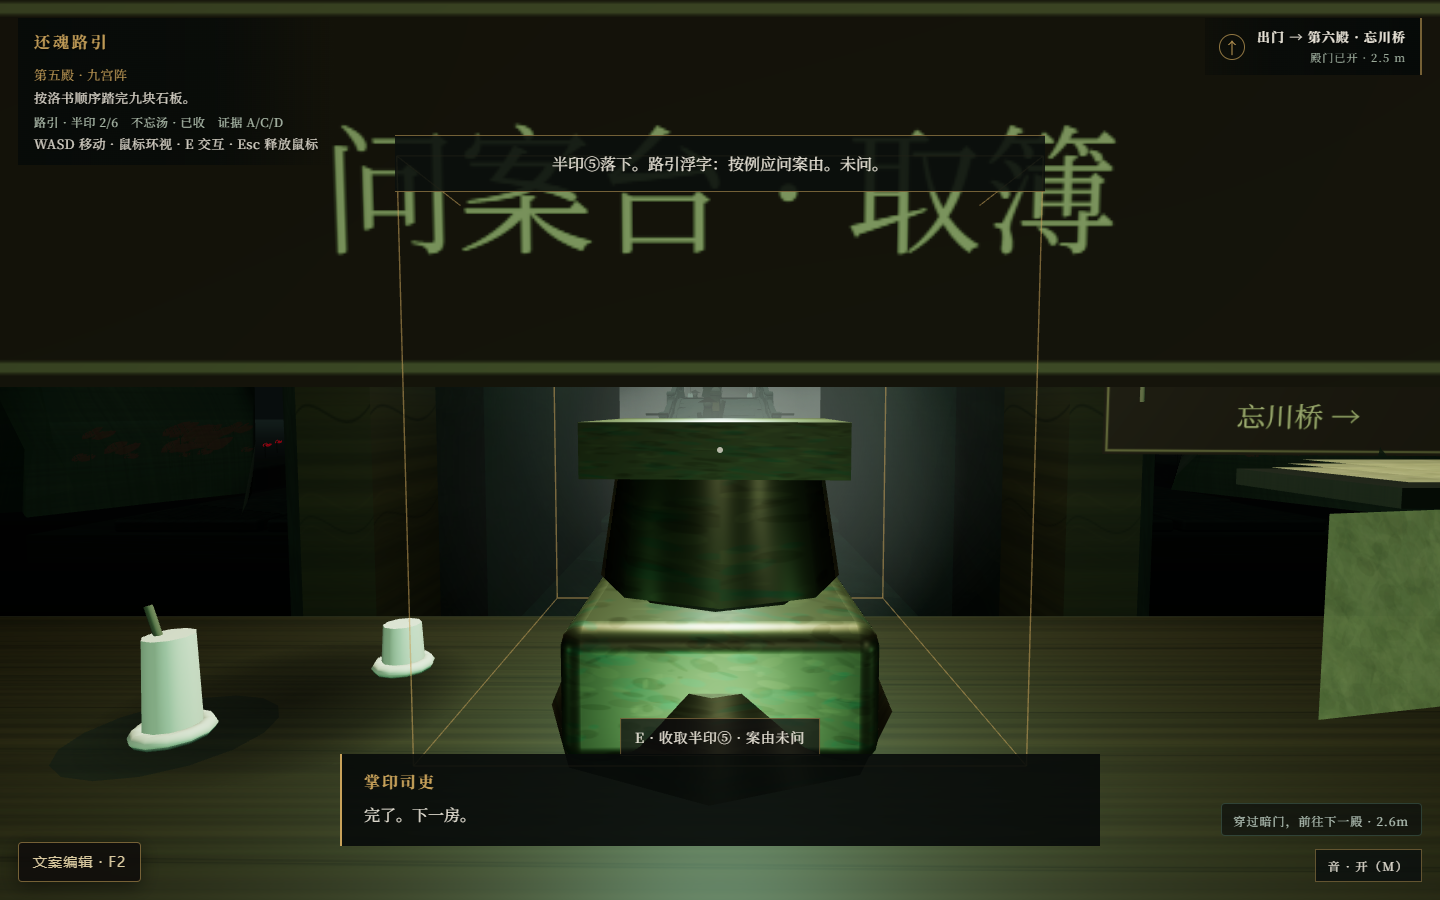 还魂路引
第五殿 · 九宫阵
按洛书顺序踏完九块石板。
路引 · 半印 2/6 不忘汤 · 已收 证据 A/C/D
WASD 移动 · 鼠标环视 · E 交互 · Esc 释放鼠标
出门 → 第六殿 · 忘川桥
殿门已开 · 2.5 m
半印⑤落下。路引浮字：按例应问案由。未问。
问案台 · 取簿
忘川桥 →
E · 收取半印⑤ · 案由未问
掌印司吏
完了。下一房。
穿过暗门，前往下一殿 · 2.6m
文案编辑 · F2
音 · 开（M）